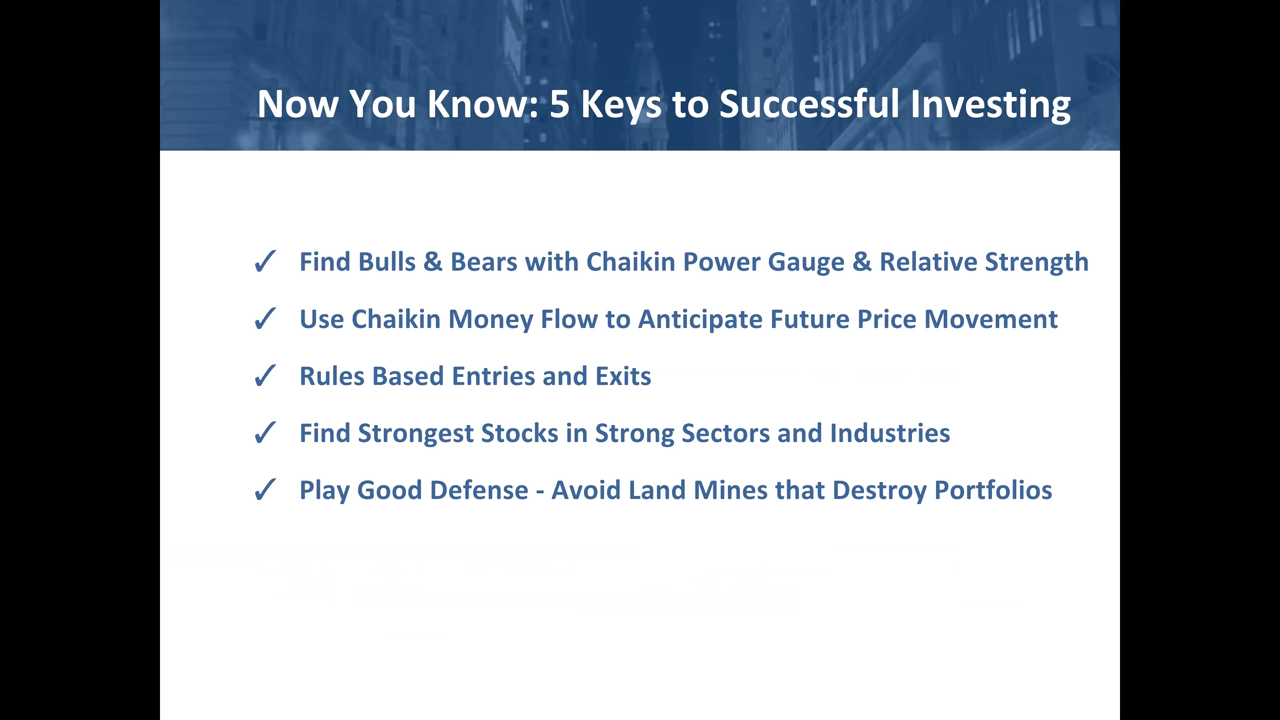 Now You Know: 5 Keys to Successful Investing
✓ Find Bulls & Bears with Chaikin Power Gauge & Relative Strength
✓ Use Chaikin Money Flow to Anticipate Future Price Movement
✓ Rules Based Entries and Exits
✓ Find Strongest Stocks in Strong Sectors and Industries
✓ Play Good Defense - Avoid Land Mines that Destroy Portfolios